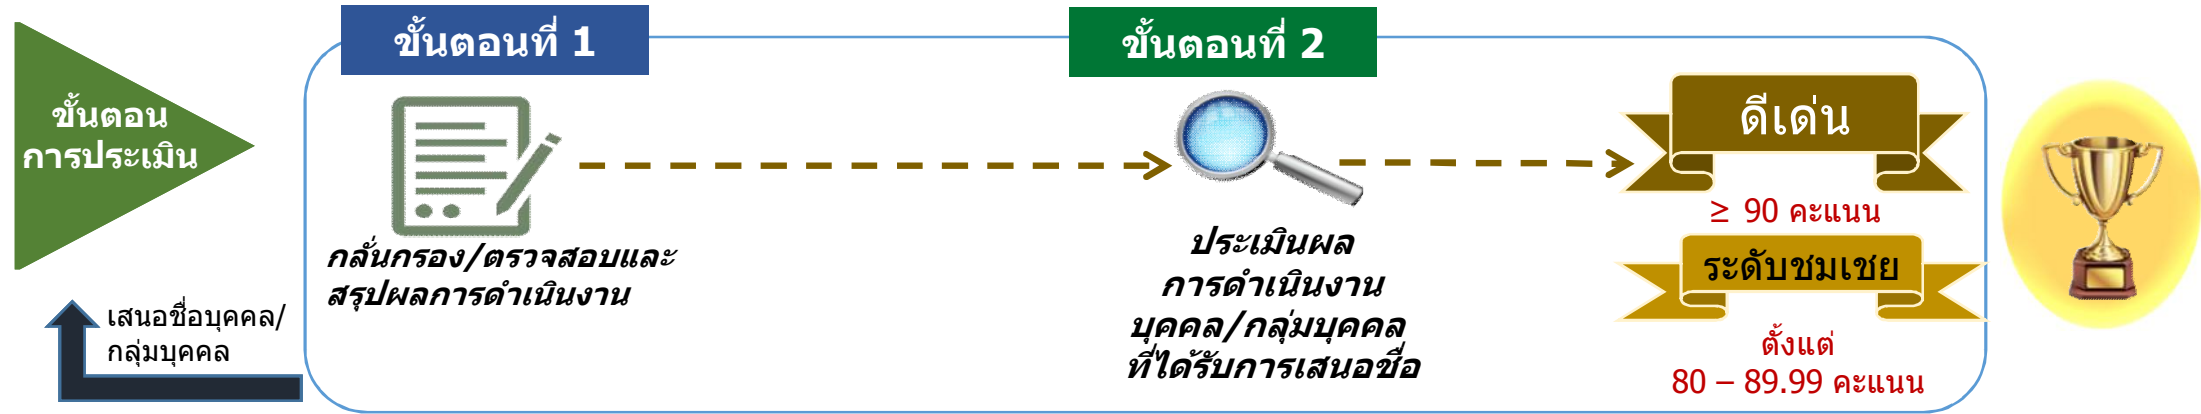 ขั้นตอน
การประเมิน
เสนอชื่อบุคคล/
กลุ่มบุคคล
ขั้นตอนที่ 1
กลั่นกรอง/ตรวจสอบและ
สรุปผลการดำเนินงาน
ขั้นตอนที่ 2
ประเมินผล
การดำเนินงาน
บุคคล/กลุ่มบุคคล
ที่ได้รับการเสนอชื่อ
ดีเด่น
≥ 90 คะแนน
ระดับชมเชย
ตั้งแต่
80 – 89.99 คะแนน